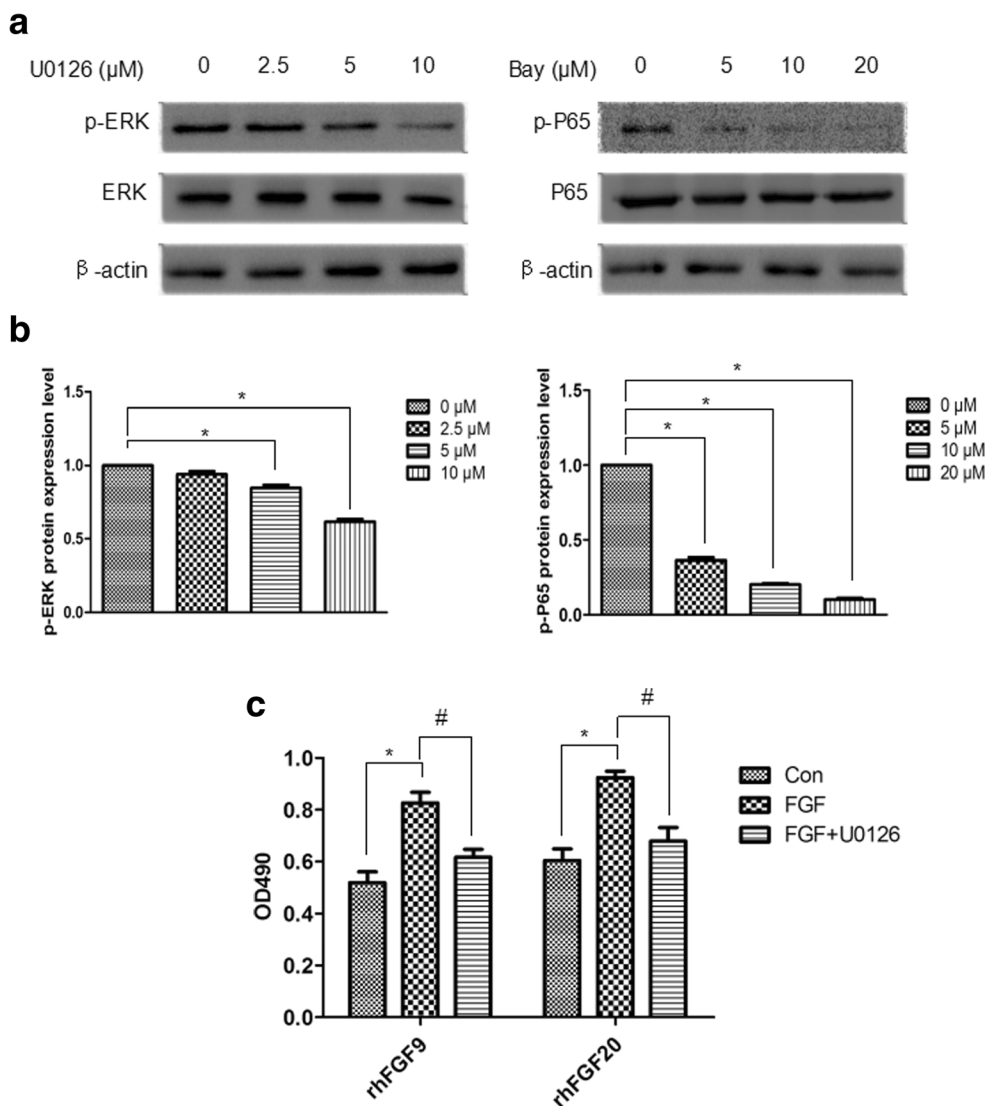 a
U0126 (μM) 0 2.5 5 10
p-ERK
ERK
β-actin
Bay (μM) 0 5 10 20
p-P65
P65
β-actin
b
p-ERK protein expression level
1.5
1.0
0.5
0.0
*
*
0 μM
2.5 μM
5 μM
10 μM
p-P65 protein expression level
1.5
1.0
0.5
0.0
*
*
*
0 μM
5 μM
10 μM
20 μM
c
OD490
1.0
0.8
0.6
0.4
0.2
0.0
*
#
*
#
rhFGF9
rhFGF20
Con
FGF
FGF+U0126